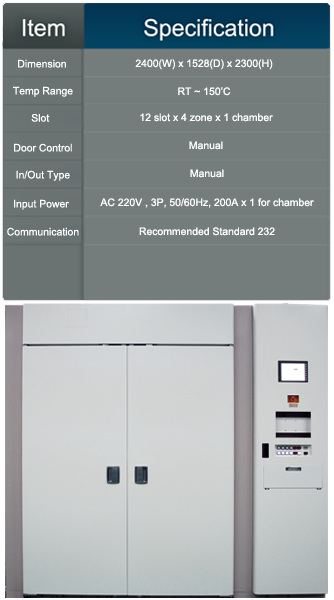 Item Specification
Dimension 2400(W) x 1528(D) x 2300(H)
Temp Range RT ~ 150'C
Slot 12 slot x 4 zone x 1 chamber
Door Control Manual
In/Out Type Manual
Input Power AC 220V , 3P, 50/60Hz, 200A x 1 for chamber
Communication Recommended Standard 232